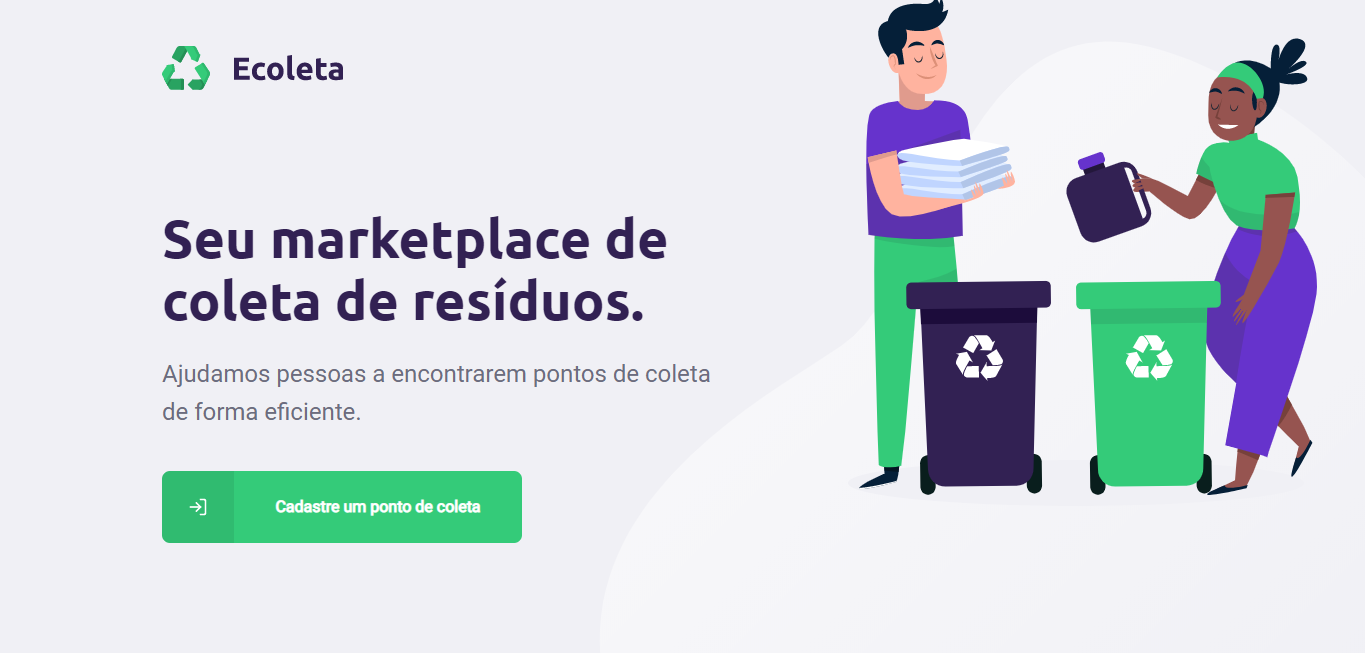 Ecoleta
Seu marketplace de
coleta de resíduos.
Ajudamos pessoas a encontrarem pontos de coleta
de forma eficiente.
Cadastre um ponto de coleta